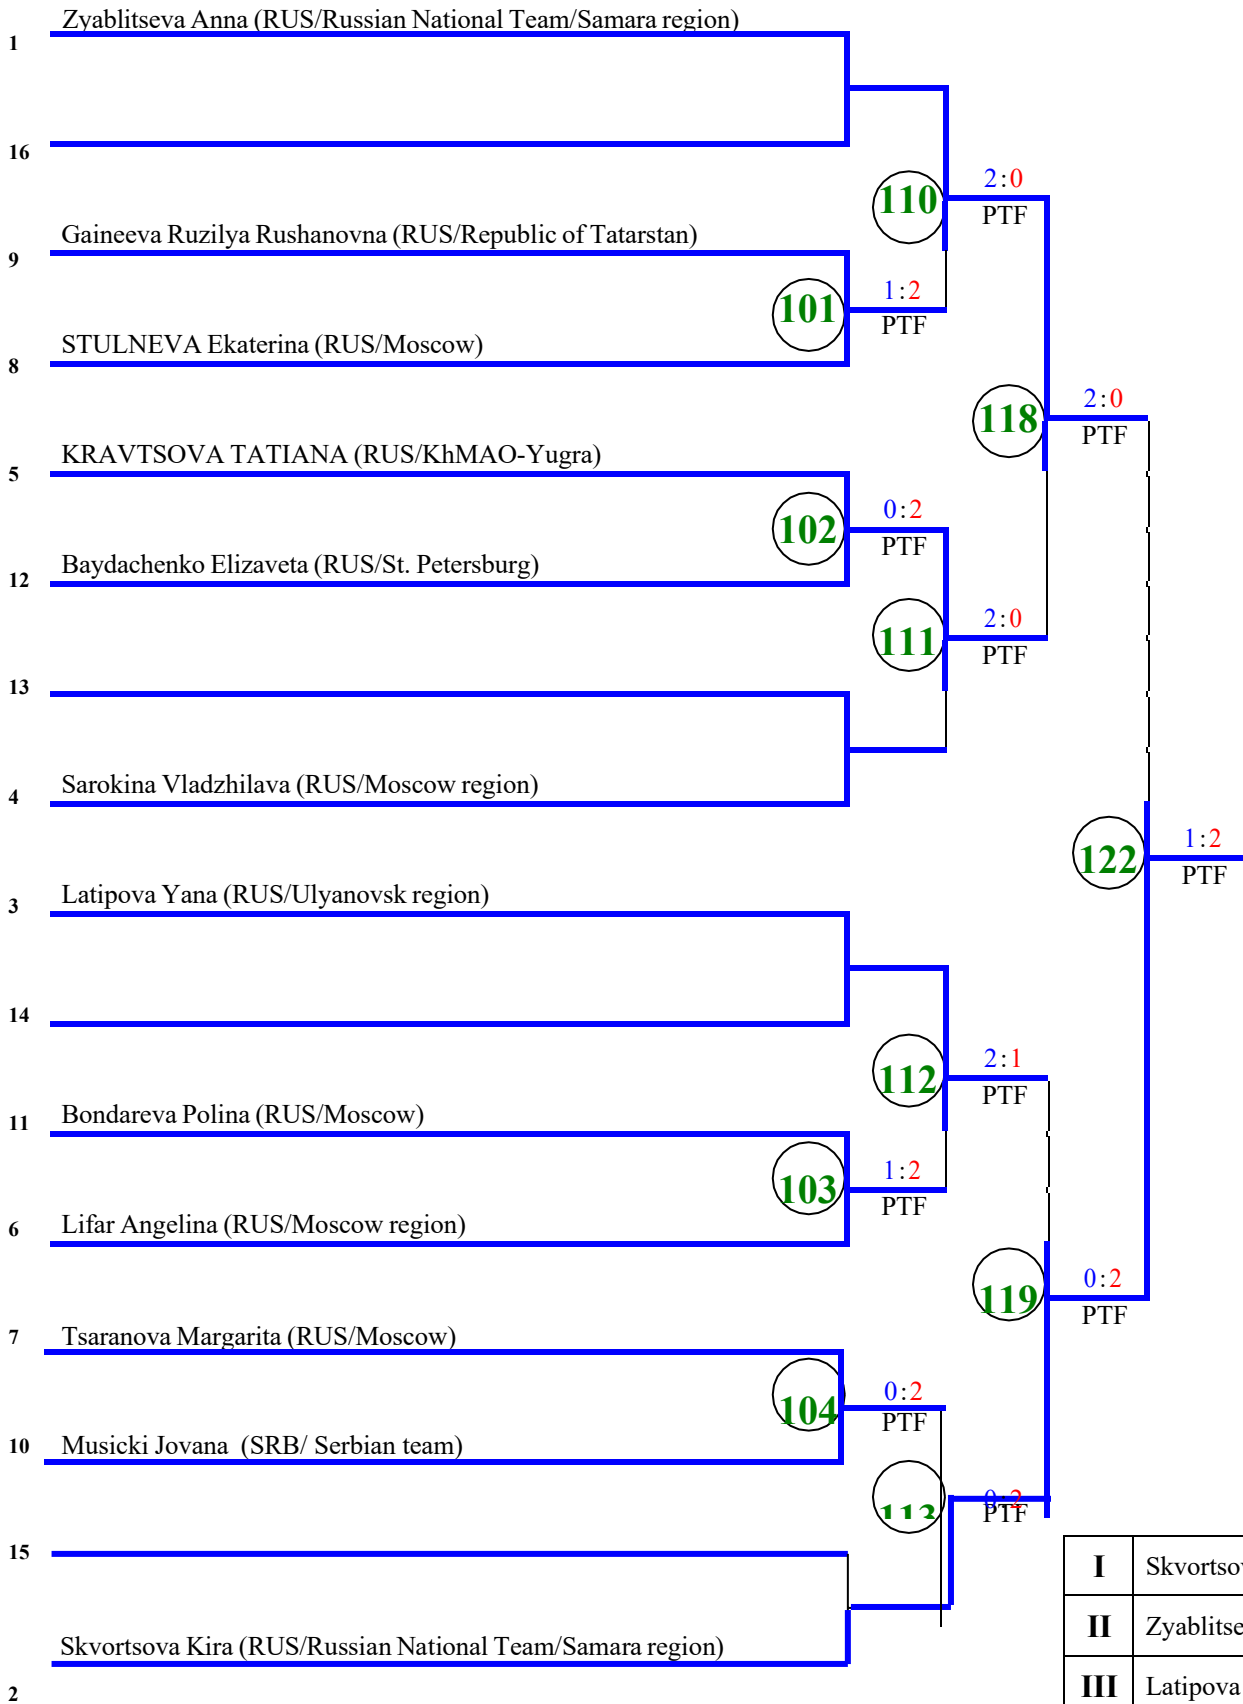 Zyablitseva Anna (RUS/Russian National Team/Samara region)
1
16
110
2:0
PTF
Gaineeva Ruzilya Rushanovna (RUS/Republic of Tatarstan)
9
101
1:2
PTF
STULNEVA Ekaterina (RUS/Moscow)
8
118
2:0
PTF
KRAVTSOVA TATIANA (RUS/KhMAO-Yugra)
5
102
0:2
PTF
Baydachenko Elizaveta (RUS/St. Petersburg)
12
111
2:0
PTF
13
Sarokina Vladzhilava (RUS/Moscow region)
4
122
1:2
PTF
Latipova Yana (RUS/Ulyanovsk region)
3
14
112
2:1
PTF
Bondareva Polina (RUS/Moscow)
11
103
1:2
PTF
Lifar Angelina (RUS/Moscow region)
6
119
0:2
PTF
Tsaranova Margarita (RUS/Moscow)
7
104
0:2
PTF
Musicki Jovana (SRB/ Serbian team)
10
113
0:2
PTF
15
I
II Zyablitse
Skvortsova Kira (RUS/Russian National Team/Samara region)
III Latipova
2